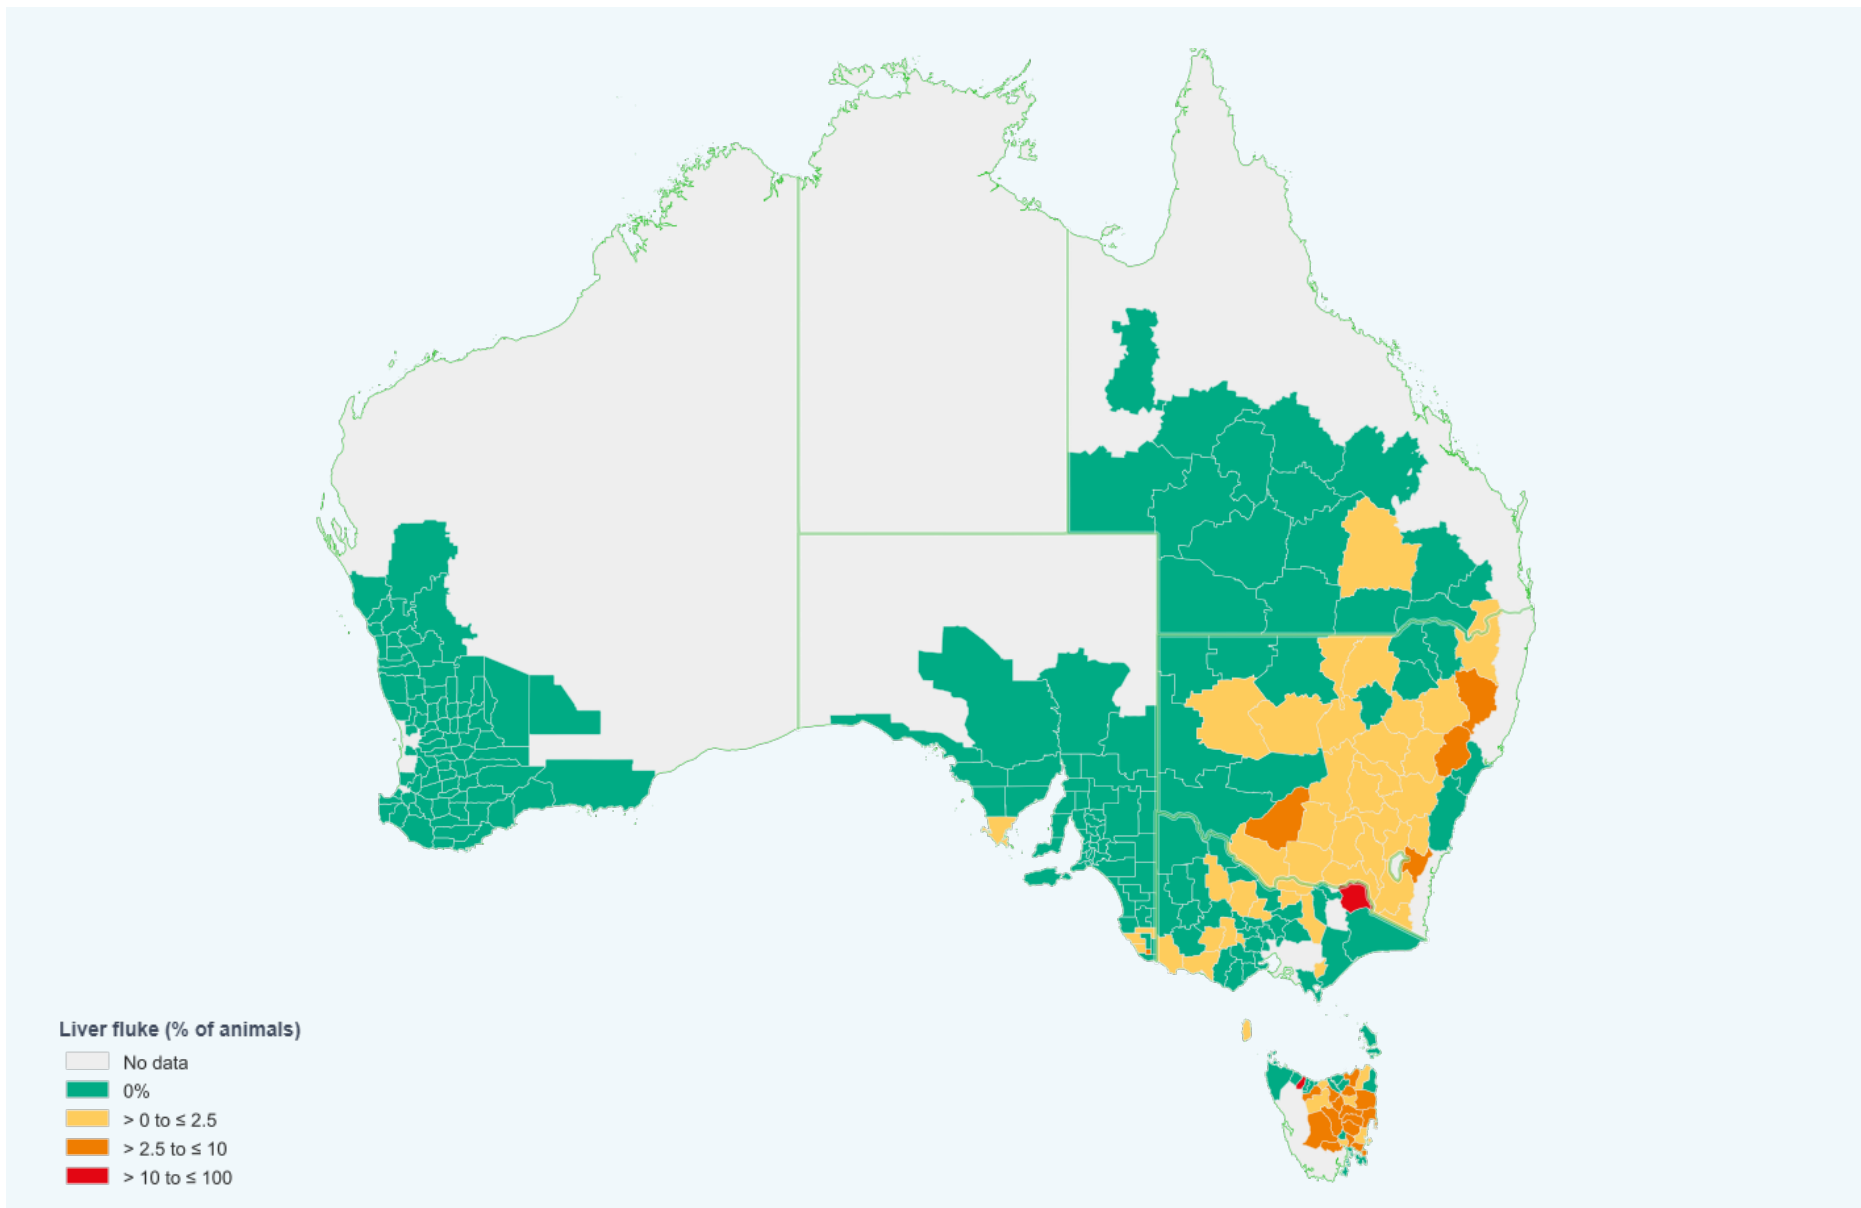 Liver fluke (% of animals)
No data
0%
> 0 to ≤ 2.5
> 2.5 to ≤ 10
> 10 to ≤ 100